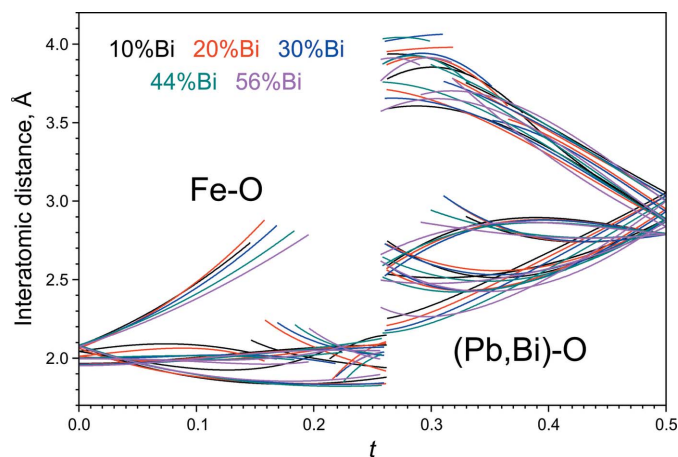 4.0
10%Bi 20%Bi 30%Bi
44%Bi 56%Bi
3.5
Interatomic distance, Å
Fe-O
3.0
2.5
(Pb,Bi)-O
2.0
0.0 0.1 0.2 0.3 0.4 0.5
t